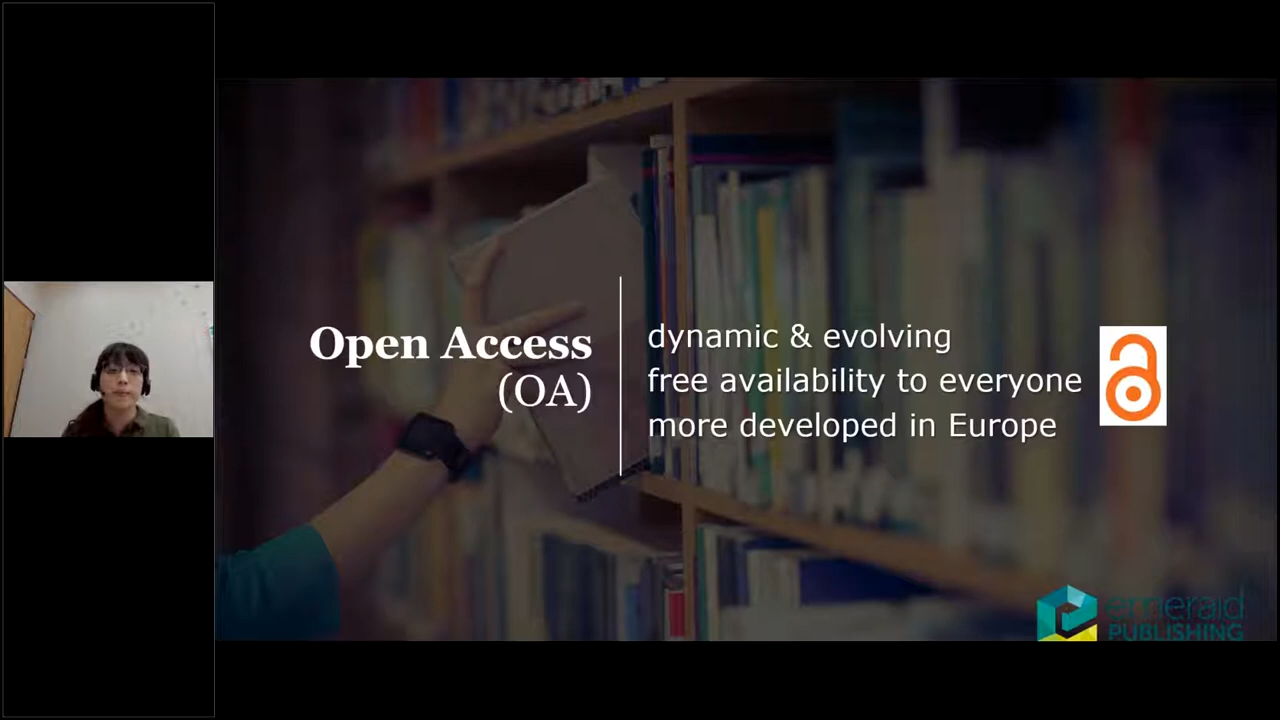 Open Access
(OA)
dynamic & evolving
free availability to everyone
more developed in Europe
emerald
PUBLISHING